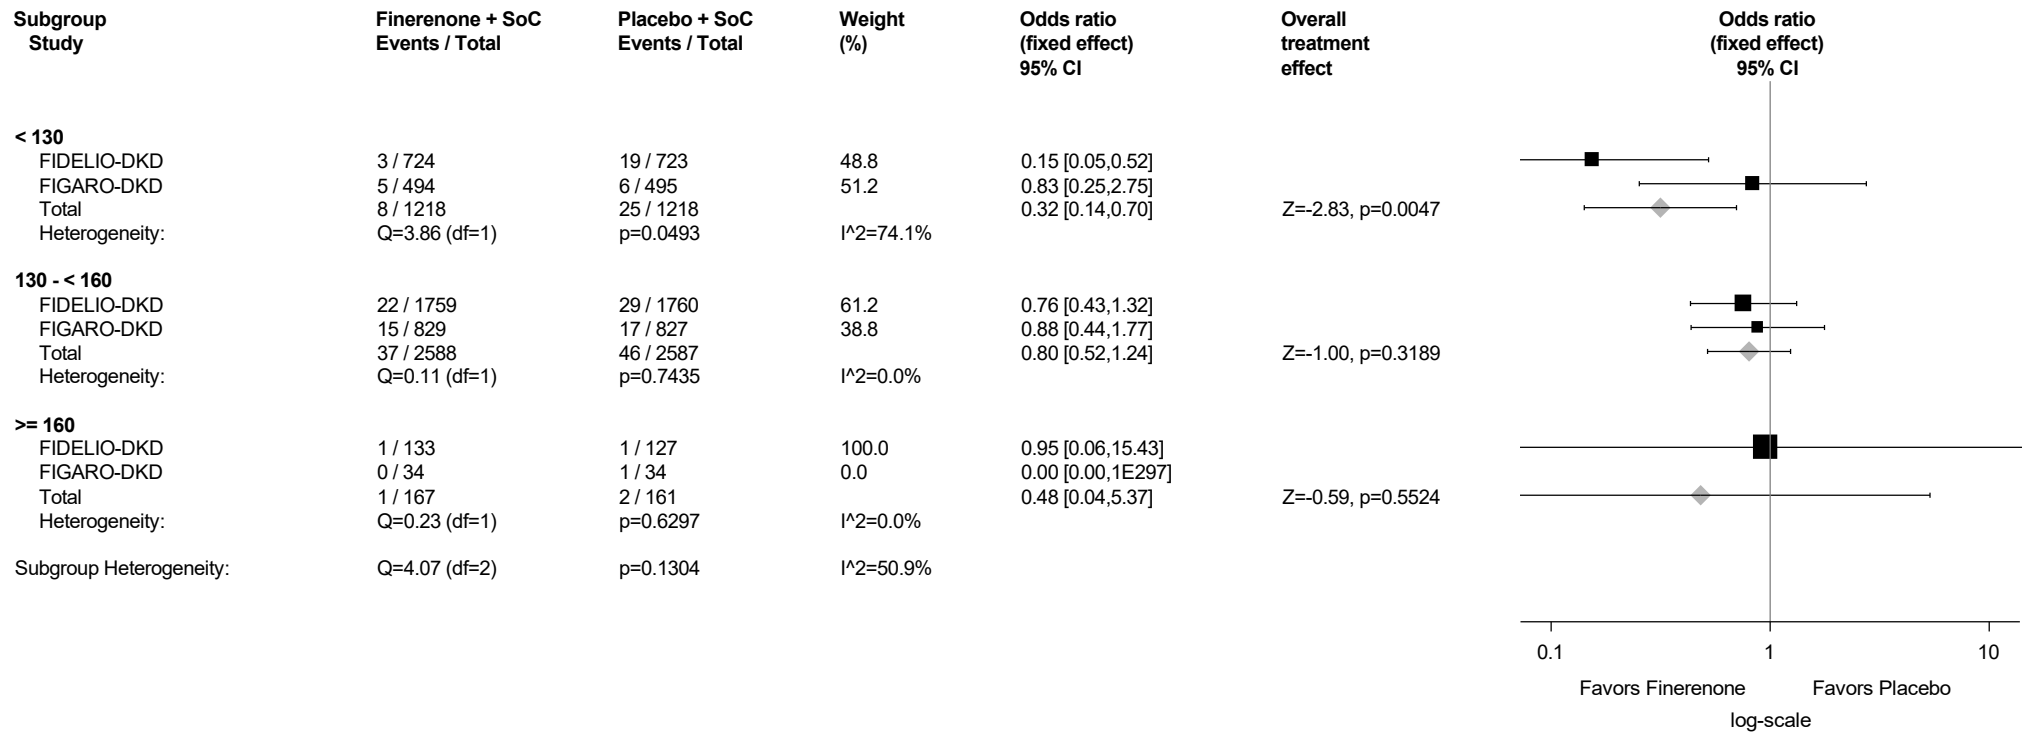 Subgroup Finerenone + SoC Placebo + SoC Weight Odds ratio Overall Odds ratio
Study Events / Total Events / Total (%) (fixed effect) treatment (fixed effect)
95% CI effect 95% CI
< 130
FIDELIO-DKD 3 / 724 19 / 723 48.8 0.15 [0.05,0.52]
FIGARO-DKD 5 / 494 6 / 495 51.2 0.83 [0.25,2.75]
Total 8 / 1218 25 / 1218 0.32 [0.14,0.70] Z=-2.83, p=0.0047
Heterogeneity: Q=3.86 (df=1) p=0.0493 I^2=74.1%
130 - < 160
FIDELIO-DKD 22 / 1759 29 / 1760 61.2 0.76 [0.43,1.32]
FIGARO-DKD 15 / 829 17 / 827 38.8 0.88 [0.44,1.77]
Total 37 / 2588 46 / 2587 0.80 [0.52,1.24] Z=-1.00, p=0.3189
Heterogeneity: Q=0.11 (df=1) p=0.7435 I^2=0.0%
>= 160
FIDELIO-DKD 1 / 133 1 / 127 100.0 0.95 [0.06,15.43]
FIGARO-DKD 0 / 34 1 / 34 0.0 0.00 [0.00,1E297]
Total 1 / 167 2 / 161 0.48 [0.04,5.37] Z=-0.59, p=0.5524
Heterogeneity: Q=0.23 (df=1) p=0.6297 I^2=0.0%
Subgroup Heterogeneity: Q=4.07 (df=2) p=0.1304 I^2=50.9%
0.1 1 10
Favors Finerenone Favors Placebo
log-scale